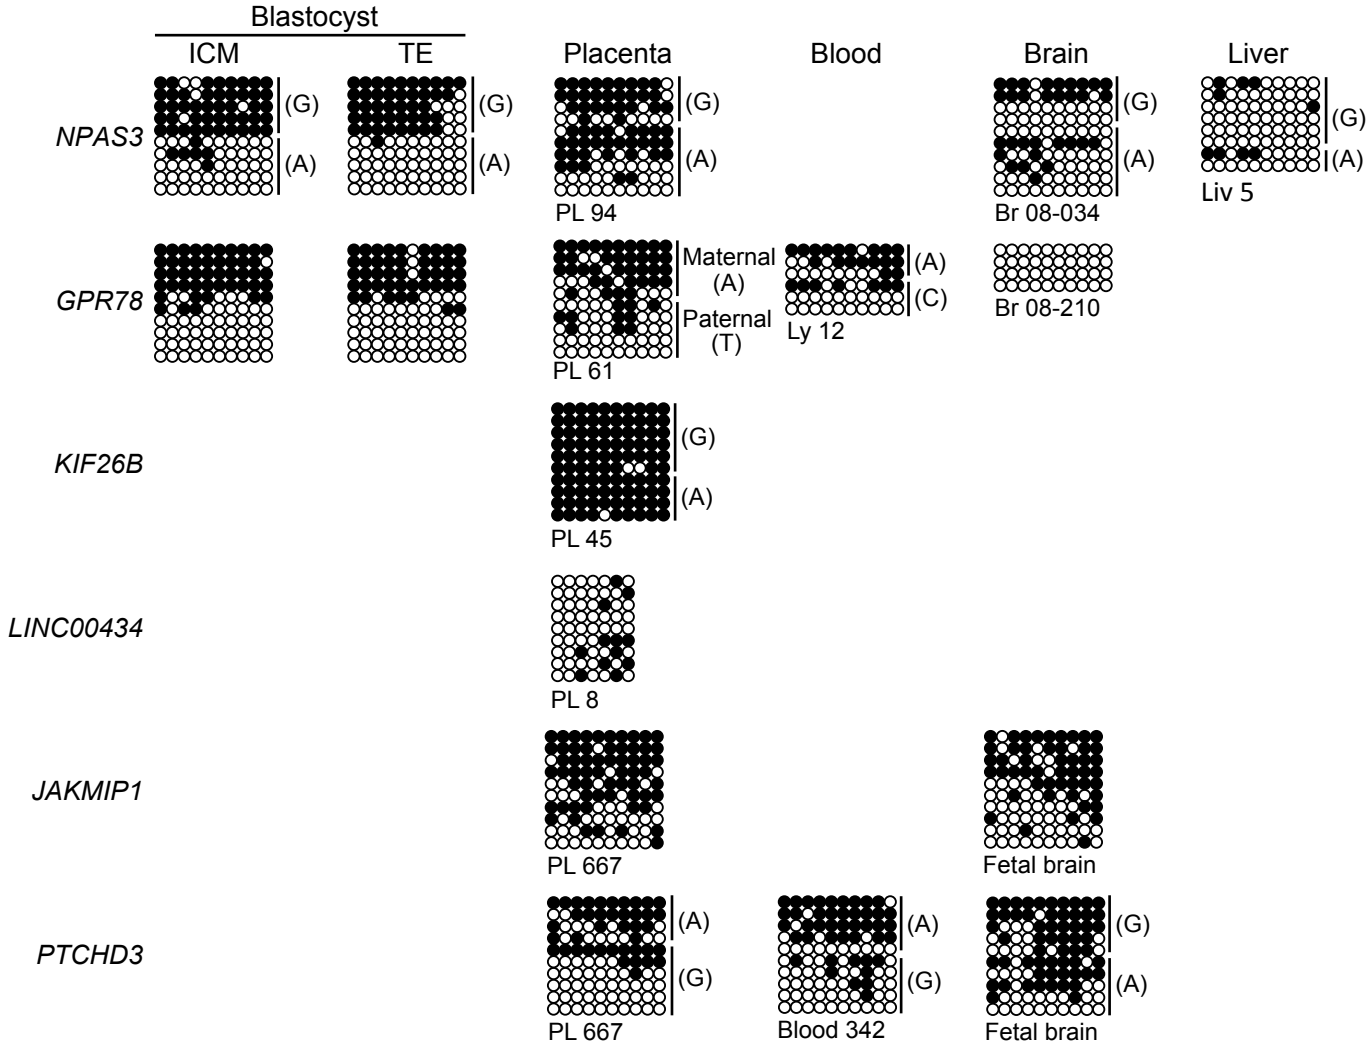 Blastocyst
ICM TE Placenta Blood Brain Liver
NPAS3 (G) (A) (G) (A) (G) (A) (G) (A) (G) (A)
PL 94 Br 08-034 Liv 5
GPR78 Maternal (A) Paternal (T) (A) (C)
PL 61 Ly 12 Br 08-210
KIF26B (G) (A)
PL 45
LINC00434
PL 8
JAKMIP1
PL 667 Fetal brain
PTCHD3 (A) (G) (A) (G) (G) (A)
PL 667 Blood 342 Fetal brain